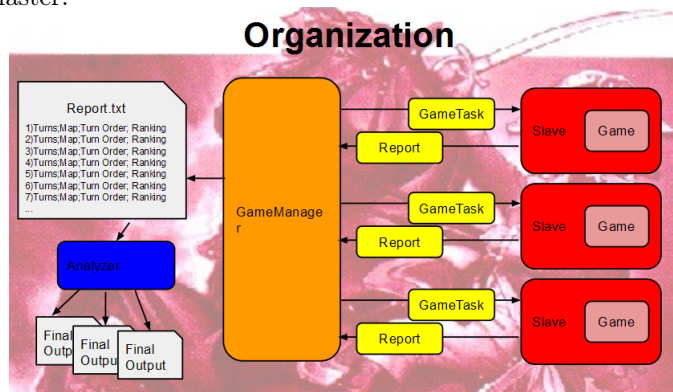 naster.
Organization
Report.txt
1)Turns;Map;Turn Order; Ranking
2)Turns;Map;Turn Order; Ranking
3)Turns;Map;Turn Order; Ranking
4)Turns;Map;Turn Order; Ranking
5)Turns;Map;Turn Order; Ranking
6)Turns;Map;Turn Order; Ranking
7)Turns;Map;Turn Order; Ranking
...
Analyzer
Final
Outp
Final
Outpu
Final
Output
GameManage
r
GameTask
Report
Slave
Game
GameTask
Report
Slave
Game
GameTask
Report
Slave
Game